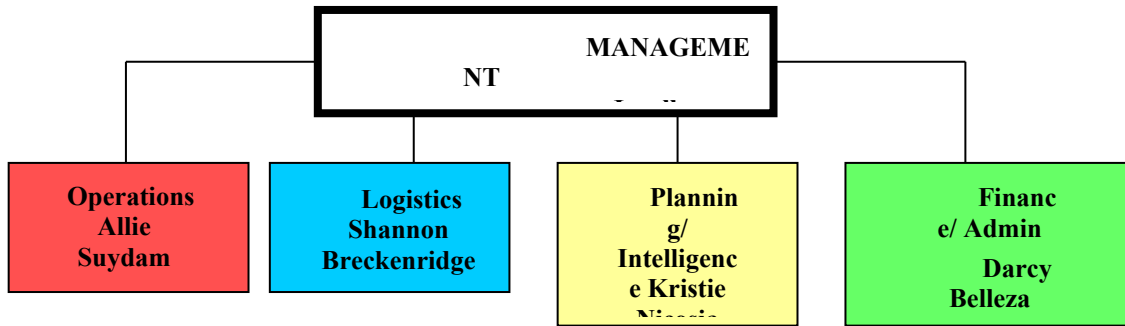 MANAGEME
NT
Operations
Allie
Suydam
Logistics
Shannon
Breckenridge
Plannin
g/
Intelligenc
e Kristie
Financ
e/ Admin
Darcy
Belleza